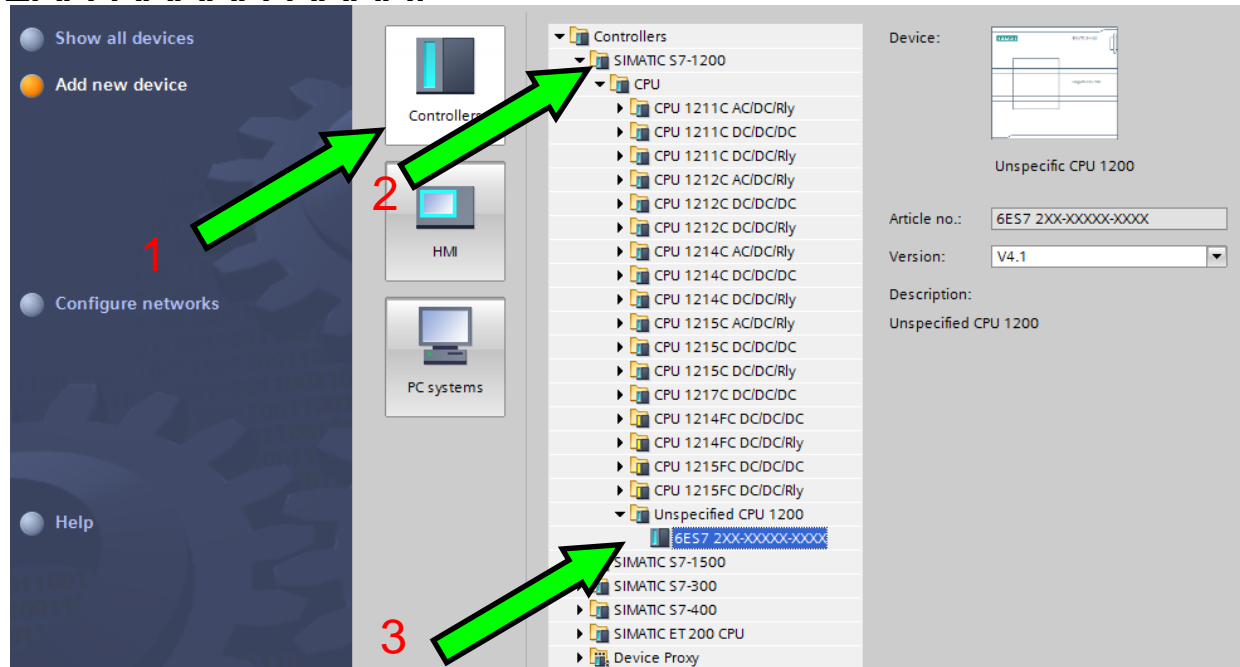 Show all devices
Add new device
Configure networks
Help
1
2
3
Controllers
HMI
PC systems
Controllers
SIMATIC S7-1200
CPU
CPU 1211C AC/DC/Rly
CPU 1211C DC/DC/DC
CPU 1211C DC/DC/Rly
CPU 1212C AC/DC/Rly
CPU 1212C DC/DC/DC
CPU 1212C DC/DC/Rly
CPU 1214C AC/DC/Rly
CPU 1214C DC/DC/DC
CPU 1214C DC/DC/Rly
CPU 1215C AC/DC/Rly
CPU 1215C DC/DC/DC
CPU 1215C DC/DC/Rly
CPU 1217C DC/DC/DC
CPU 1214FC DC/DC/DC
CPU 1214FC DC/DC/Rly
CPU 1215FC DC/DC/DC
CPU 1215FC DC/DC/Rly
Unspecified CPU 1200
6ES7 2XX-XXXXX-XXXX
SIMATIC S7-1500
SIMATIC S7-300
SIMATIC S7-400
SIMATIC ET 200 CPU
Device Proxy
Device:
SIEMENS
Unspecific CPU 1200
Article no.: 6ES7 2XX-XXXXX-XXXX
Version: V4.1
Description:
Unspecified CPU 1200